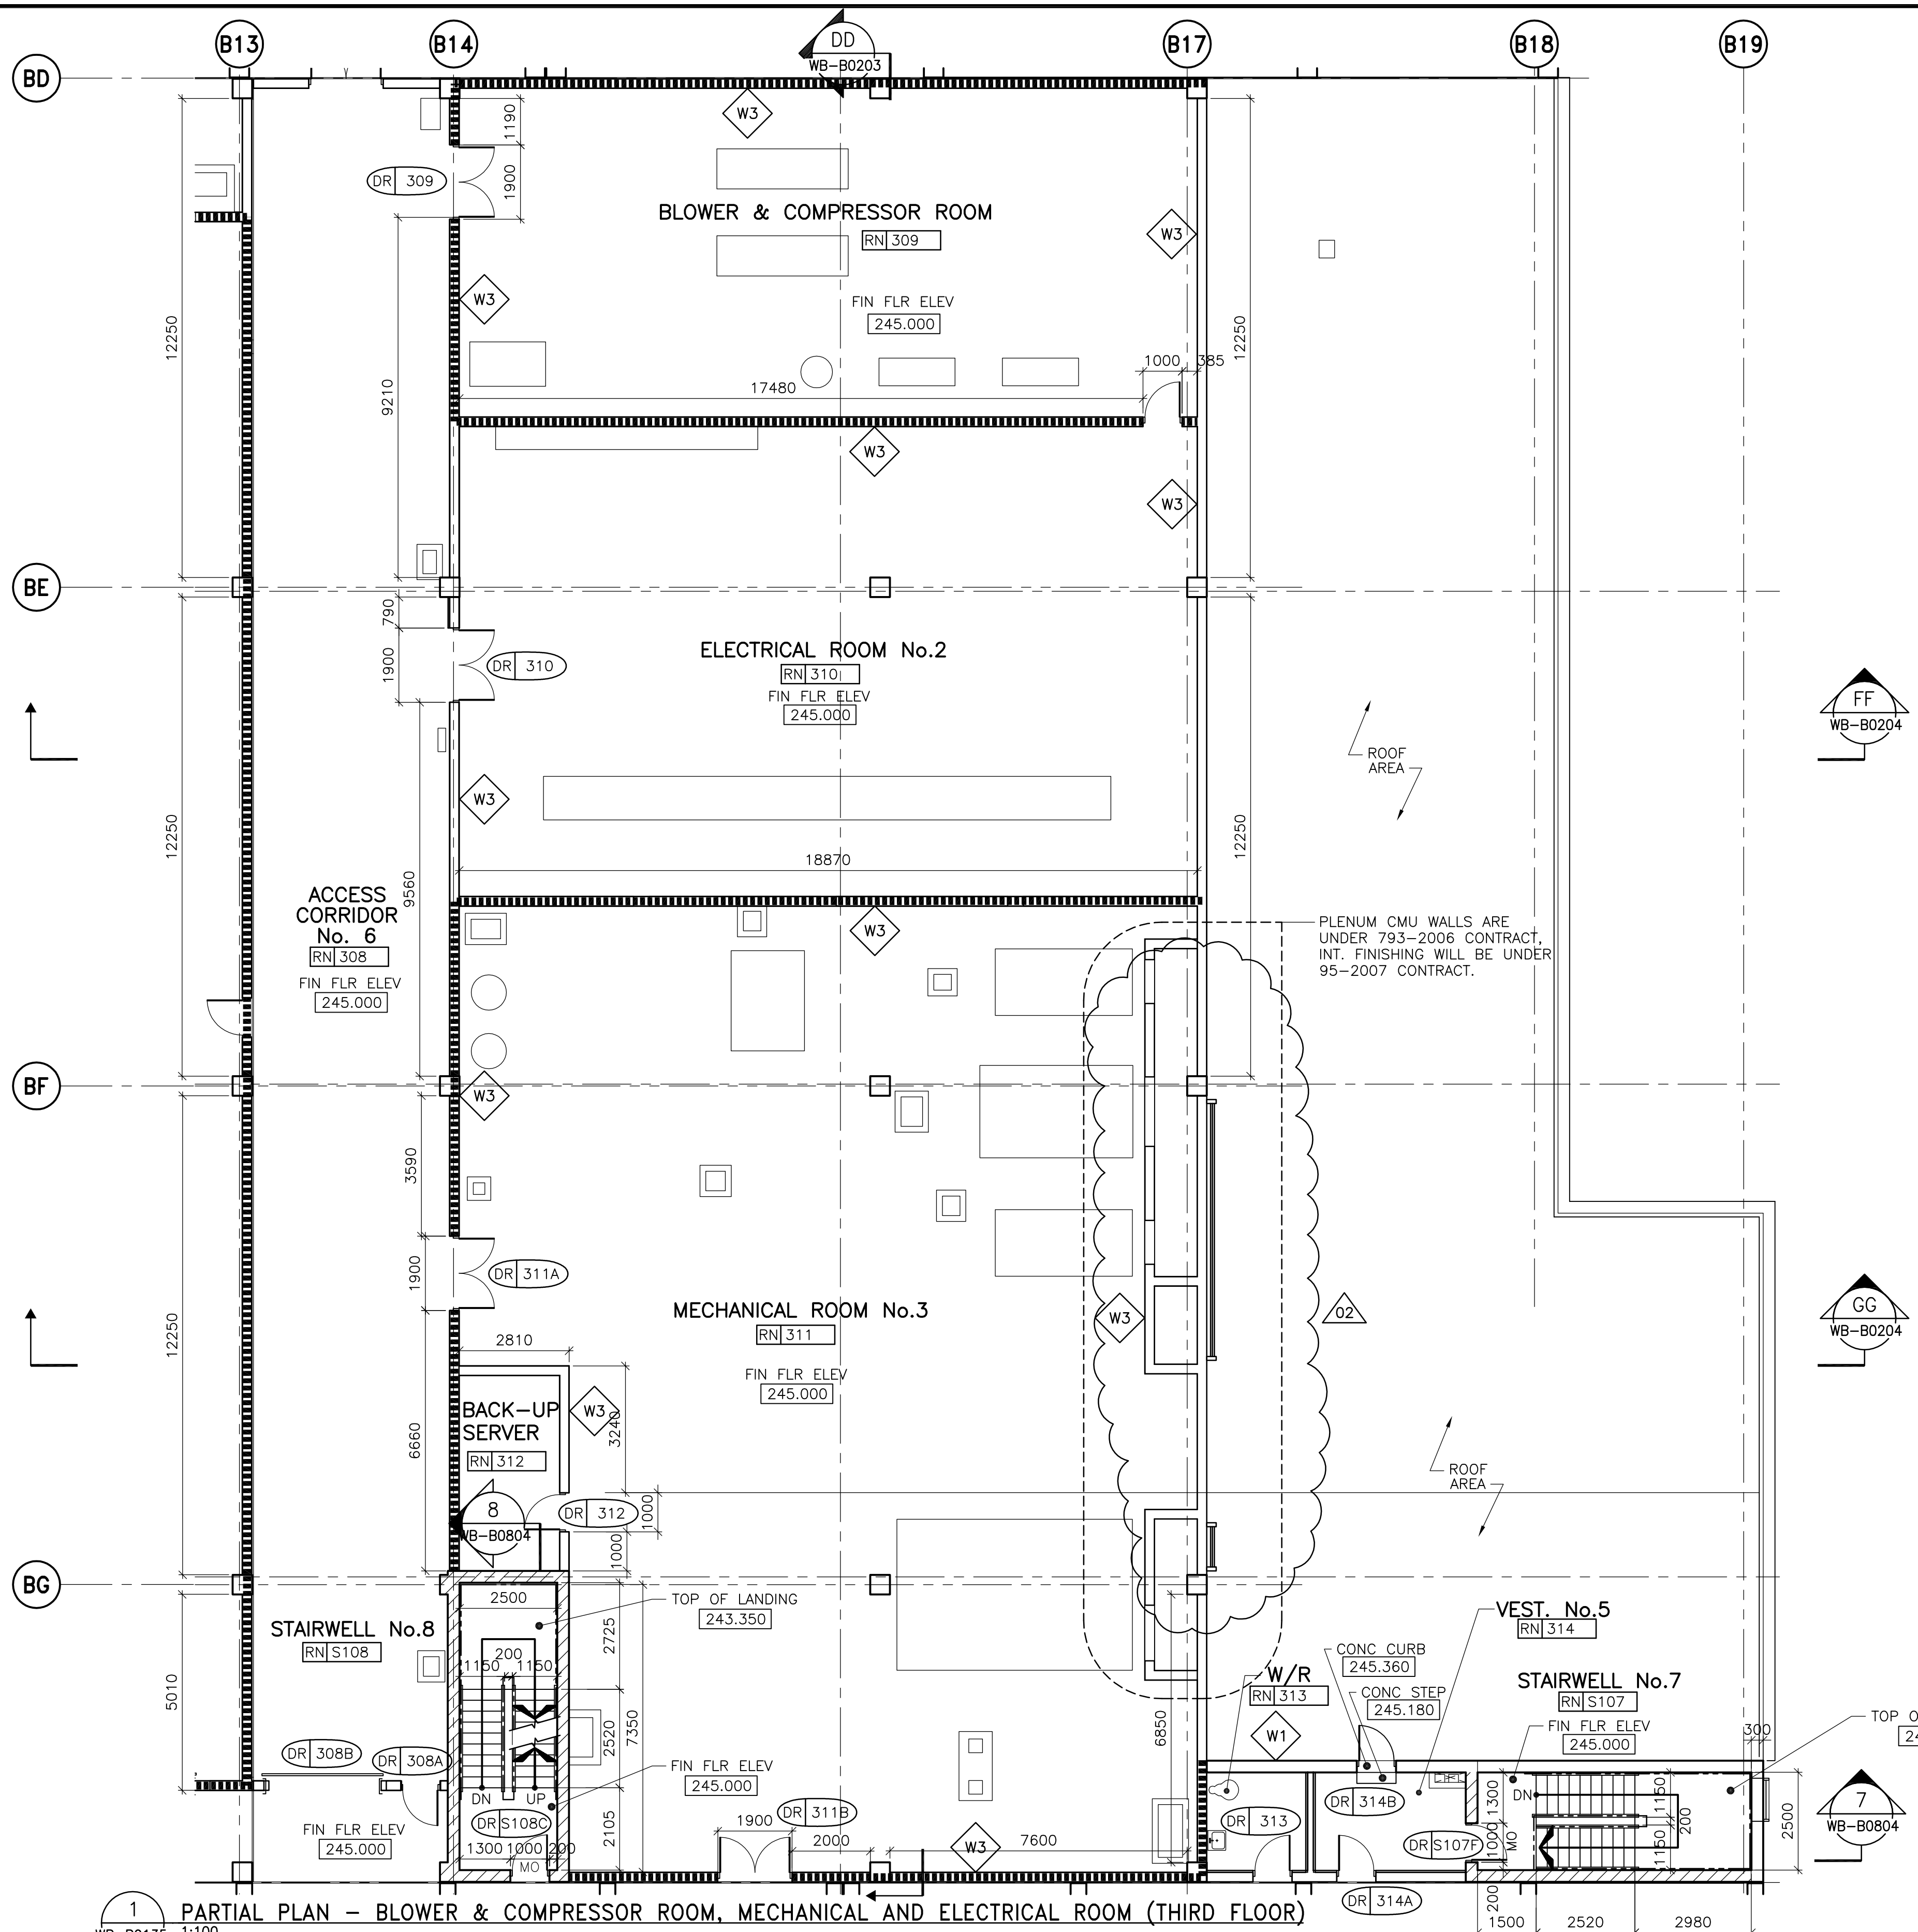 B13
B14
DD
WB-B0203
B17
B18
B19
BD
W3
1190
1900
DR 309
BLOWER & COMPRESSOR ROOM
RN 309
W3
W3
FIN FLR ELEV
245.000
12250
12250
9210
1000
385
17480
W3
W3
BE
790
1900
DR 310
ELECTRICAL ROOM No.2
RN 310
FIN FLR ELEV
245.000
FF
WB-B0204
ROOF
AREA
W3
12250
12250
18870
9560
ACCESS
CORRIDOR
No. 6
RN 308
FIN FLR ELEV
245.000
W3
PLENUM CMU WALLS ARE
UNDER 793-2006 CONTRACT,
INT. FINISHING WILL BE UNDER
95-2007 CONTRACT.
BF
W3
3590
1900
DR 311A
MECHANICAL ROOM No.3
RN 311
W3
02
GG
WB-B0204
12250
2810
FIN FLR ELEV
245.000
BACK-UP
SERVER
RN 312
W3
3240
6660
ROOF
AREA
8
WB-B0804
DR 312
1000
1000
BG
2500
TOP OF LANDING
243.350
2725
STAIRWELL No.8
RN S108
200
1150
1150
VEST. No.5
RN 314
CONC CURB
245.360
W/R
RN 313
CONC STEP
245.180
STAIRWELL No.7
RN S107
FIN FLR ELEV
245.000
300
TOP O
24
5010
2520
7350
6850
W1
DR 308B
DR 308A
FIN FLR ELEV
245.000
DN
UP
DR S108C
2105
1900
DR 311B
2000
W3
7600
DR 313
DR 314B
DR S107F
1300
1000
MO
DN
1150
200
1150
2500
7
WB-B0804
FIN FLR ELEV
245.000
1300
1000
200
MO
DR 314A
200
1500
2520
2980
1
PARTIAL PLAN - BLOWER & COMPRESSOR ROOM, MECHANICAL AND ELECTRICAL ROOM (THIRD FLOOR)
1:100